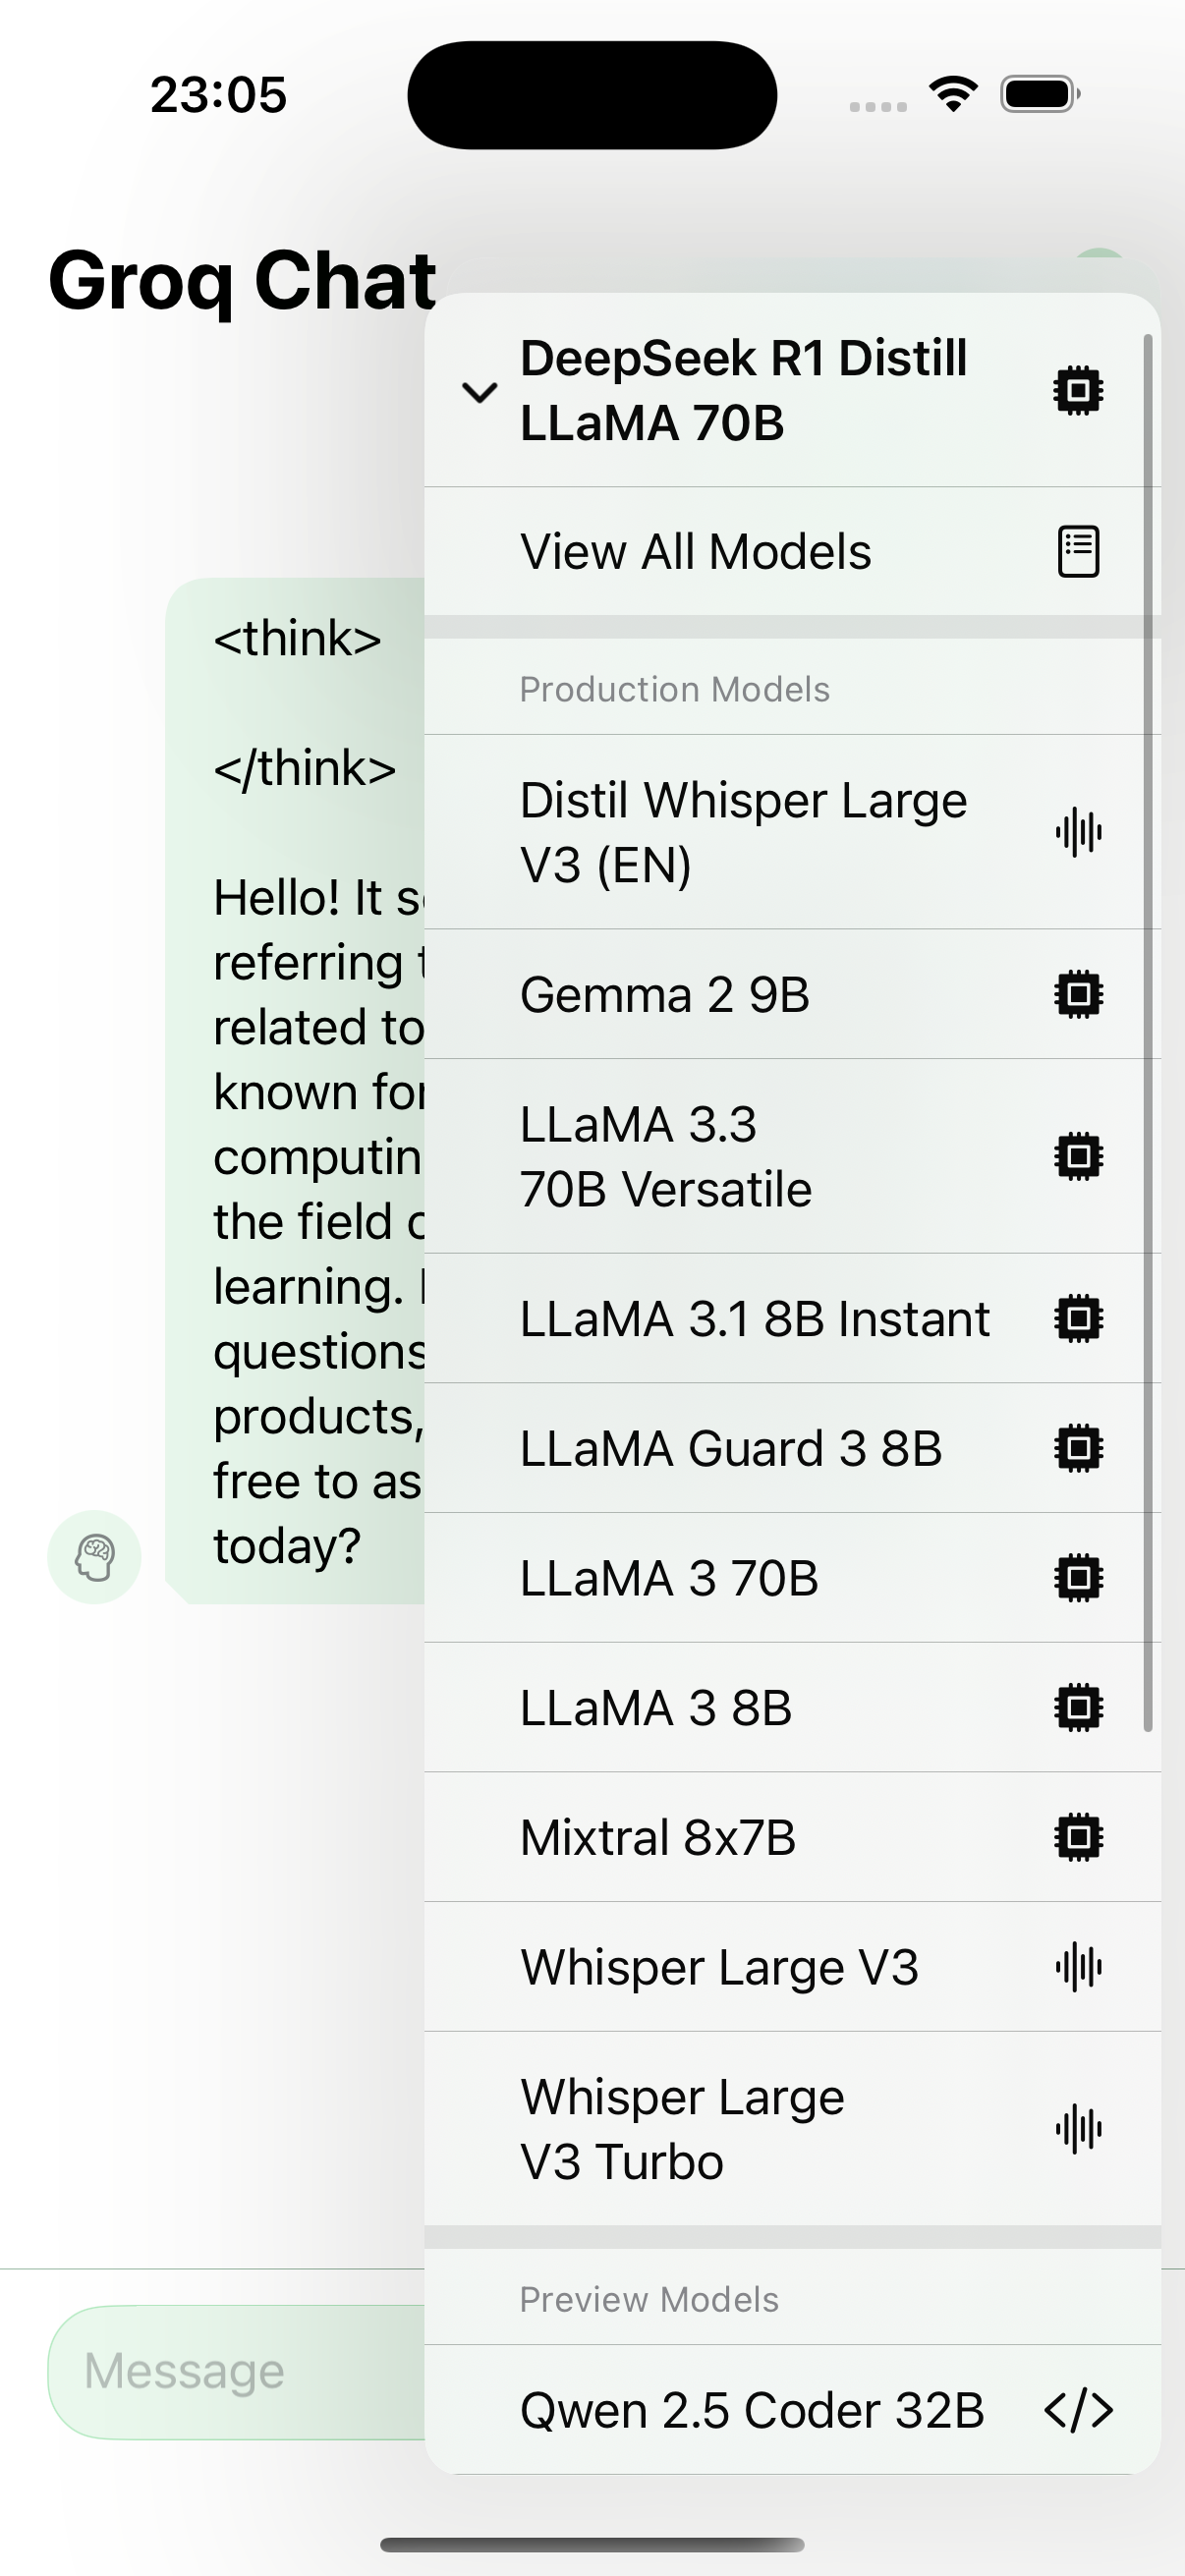 23:05
Groq Chat
DeepSeek R1 Distill
LLaMA 70B
View All Models
Production Models
Distil Whisper Large
V3 (EN)
Gemma 2 9B
LLaMA 3.3
70B Versatile
LLaMA 3.1 8B Instant
LLaMA Guard 3 8B
LLaMA 3 70B
LLaMA 3 8B
Mixtral 8x7B
Whisper Large V3
Whisper Large
V3 Turbo
Preview Models
Qwen 2.5 Coder 32B
</>
<think>
</think>
Hello! It
referring
related to
known for
the field
learning.
questions
products,
free to as
today?
Message